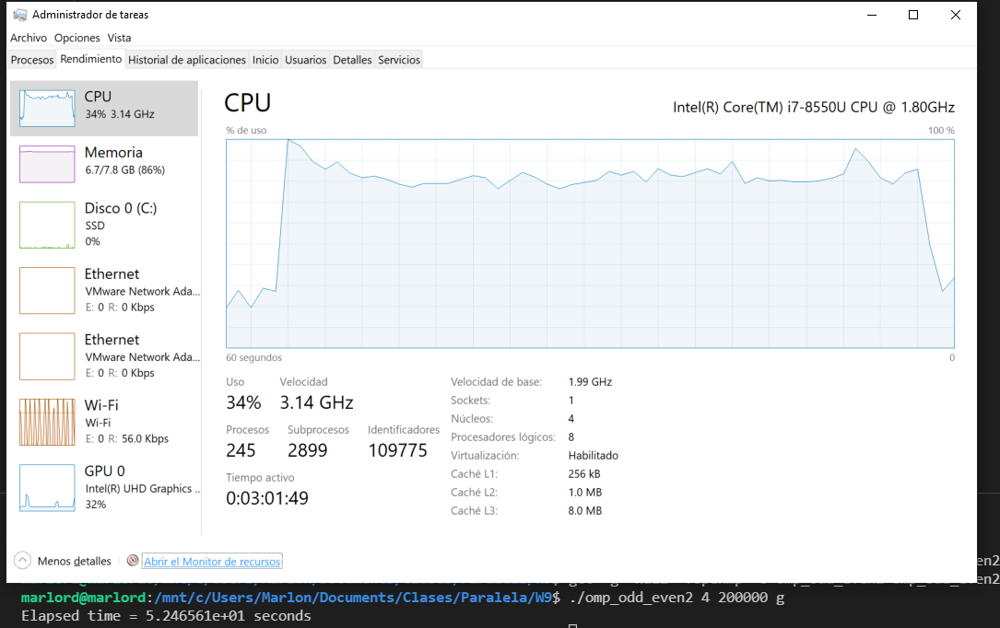 Administrador de tareas
Archivo Opciones Vista
Procesos Rendimiento Historial de aplicaciones Inicio Usuarios Detalles Servicios
CPU
34% 3.14 GHz
Memoria
6.7/7.8 GB (86%)
Disco 0 (C:)
SSD
0%
Ethernet
VMware Network Ada...
E: 0 R: 0 Kbps
Ethernet
VMware Network Ada...
E: 0 R: 0 Kbps
Wi-Fi
Wi-Fi
E: 0 R: 56.0 Kbps
GPU 0
Intel(R) UHD Graphics ...
32%
CPU
Intel(R) Core(TM) i7-8550U CPU @ 1.80GHz
% de uso
100 %
60 segundos
0
Uso
34%
Velocidad
3.14 GHz
Procesos
245
Subprocesos
2899
Identificadores
109775
Tiempo activo
0:03:01:49
Velocidad de base: 1.99 GHz
Sockets: 1
Núcleos: 4
Procesadores lógicos: 8
Virtualización: Habilitado
Caché L1: 256 kB
Caché L2: 1.0 MB
Caché L3: 8.0 MB
Menos detalles
Abrir el Monitor de recursos
en2
en2
marlord@marlord:/mnt/c/Users/Marlon/Documents/Clases/Paralela/W9$ ./omp_odd_even2 4 200000 g
Elapsed time = 5.246561e+01 seconds